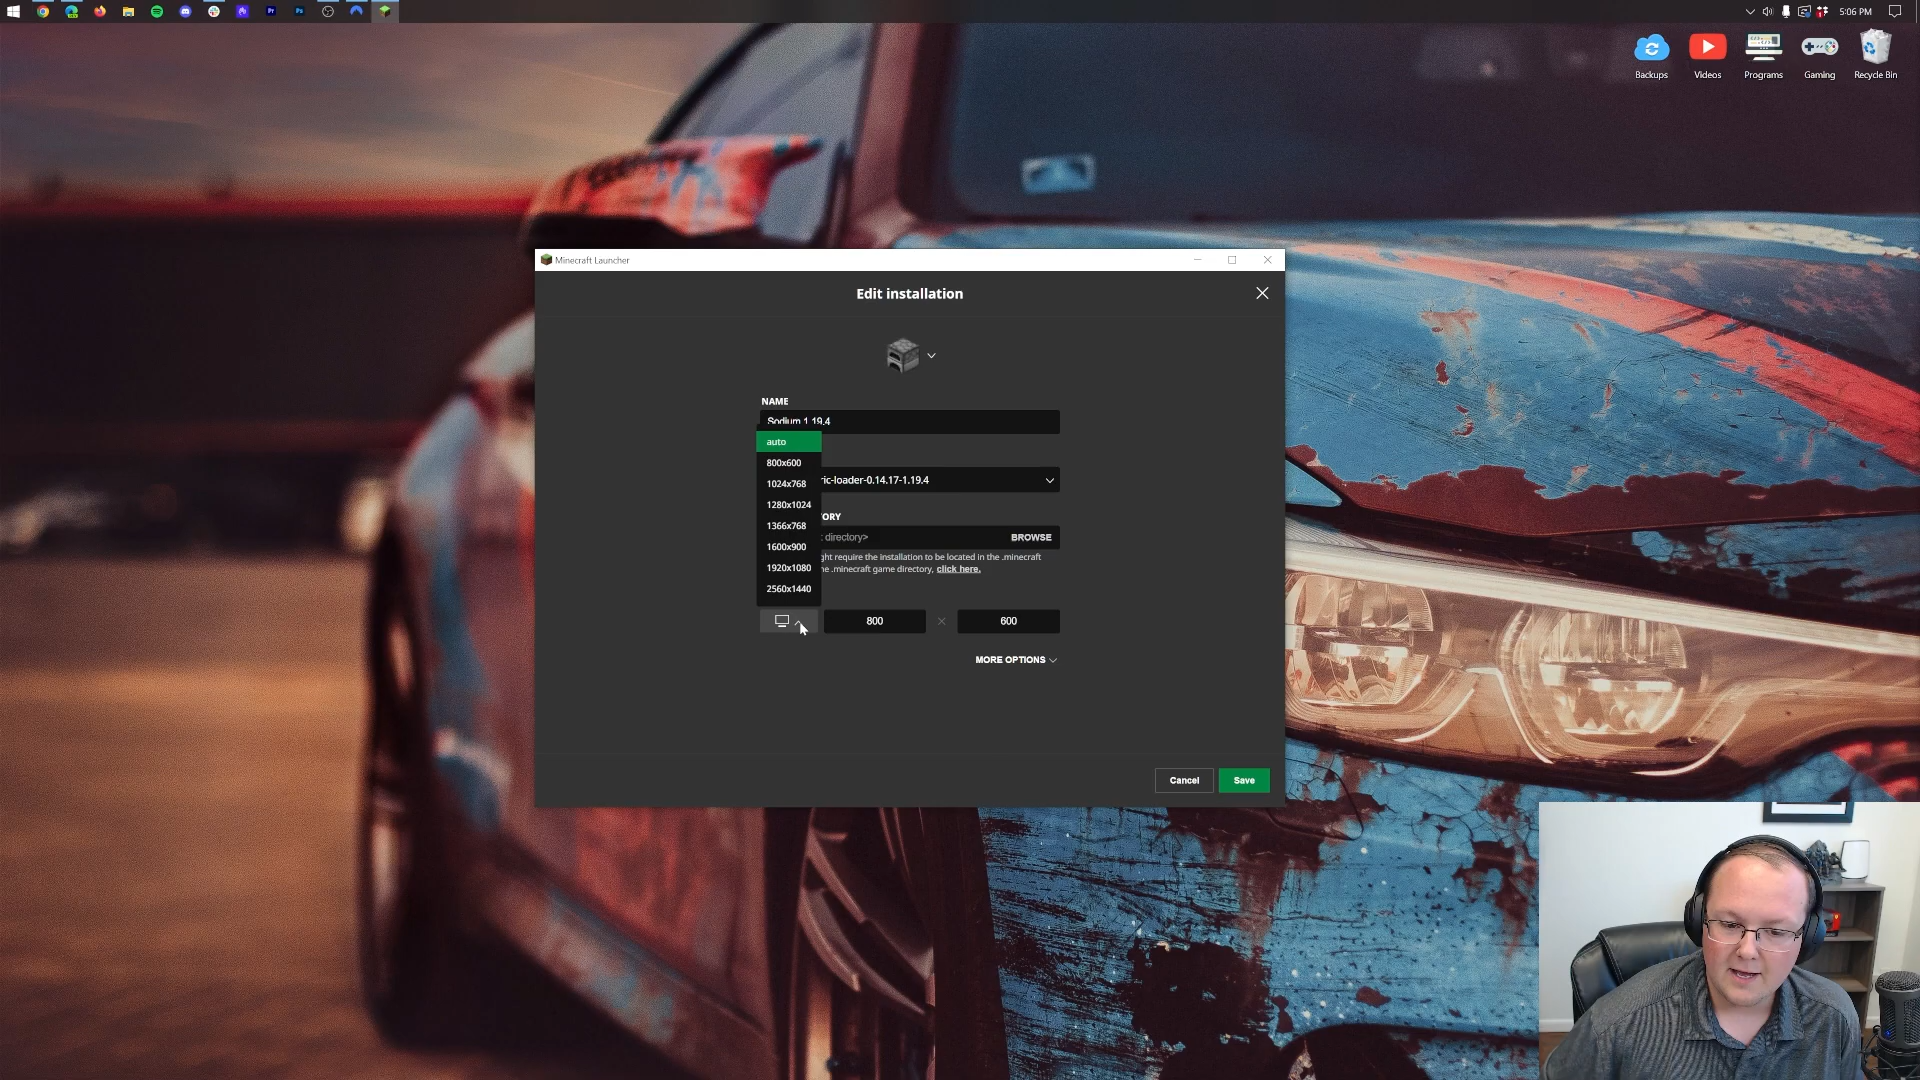 5:06 PM
Backups
Videos
Programs
Gaming
Recycle Bin
Minecraft Launcher
Edit installation
NAME
Sodium 1.19.4
auto
800x600
1024x768
ric-loader-0.14.17-1.19.4
1280x1024
ORY
1366x768
directory>
BROWSE
1600x900
ght require the installation to be located in the .minecraft
1920x1080
he .minecraft game directory, click here.
2560x1440
800
600
MORE OPTIONS
Cancel
Save